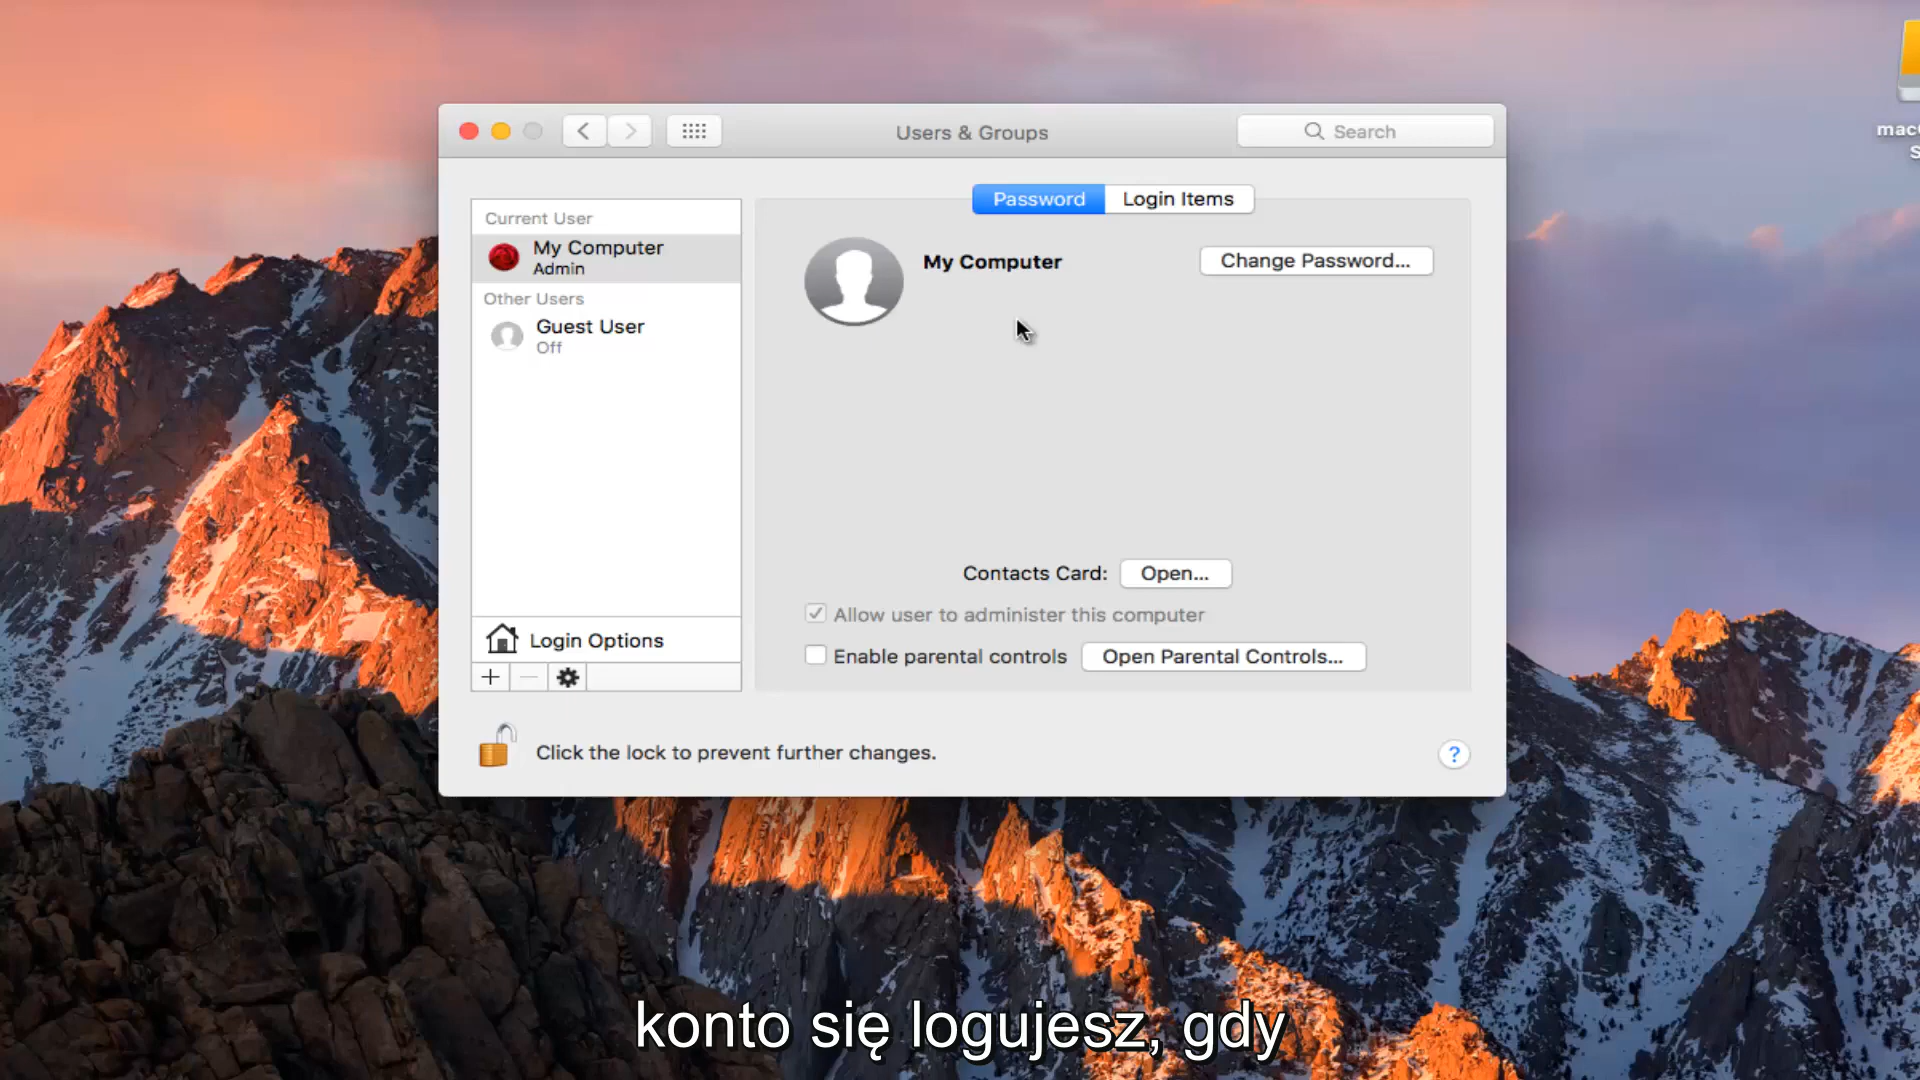 Users & Groups
Search
Password
Login Items
Current User
My Computer
Admin
Other Users
Guest User
Off
My Computer
Change Password...
Contacts Card:
Open...
Allow user to administer this computer
Enable parental controls
Open Parental Controls...
Login Options
Click the lock to prevent further changes.
?
konto się logujesz, gdy